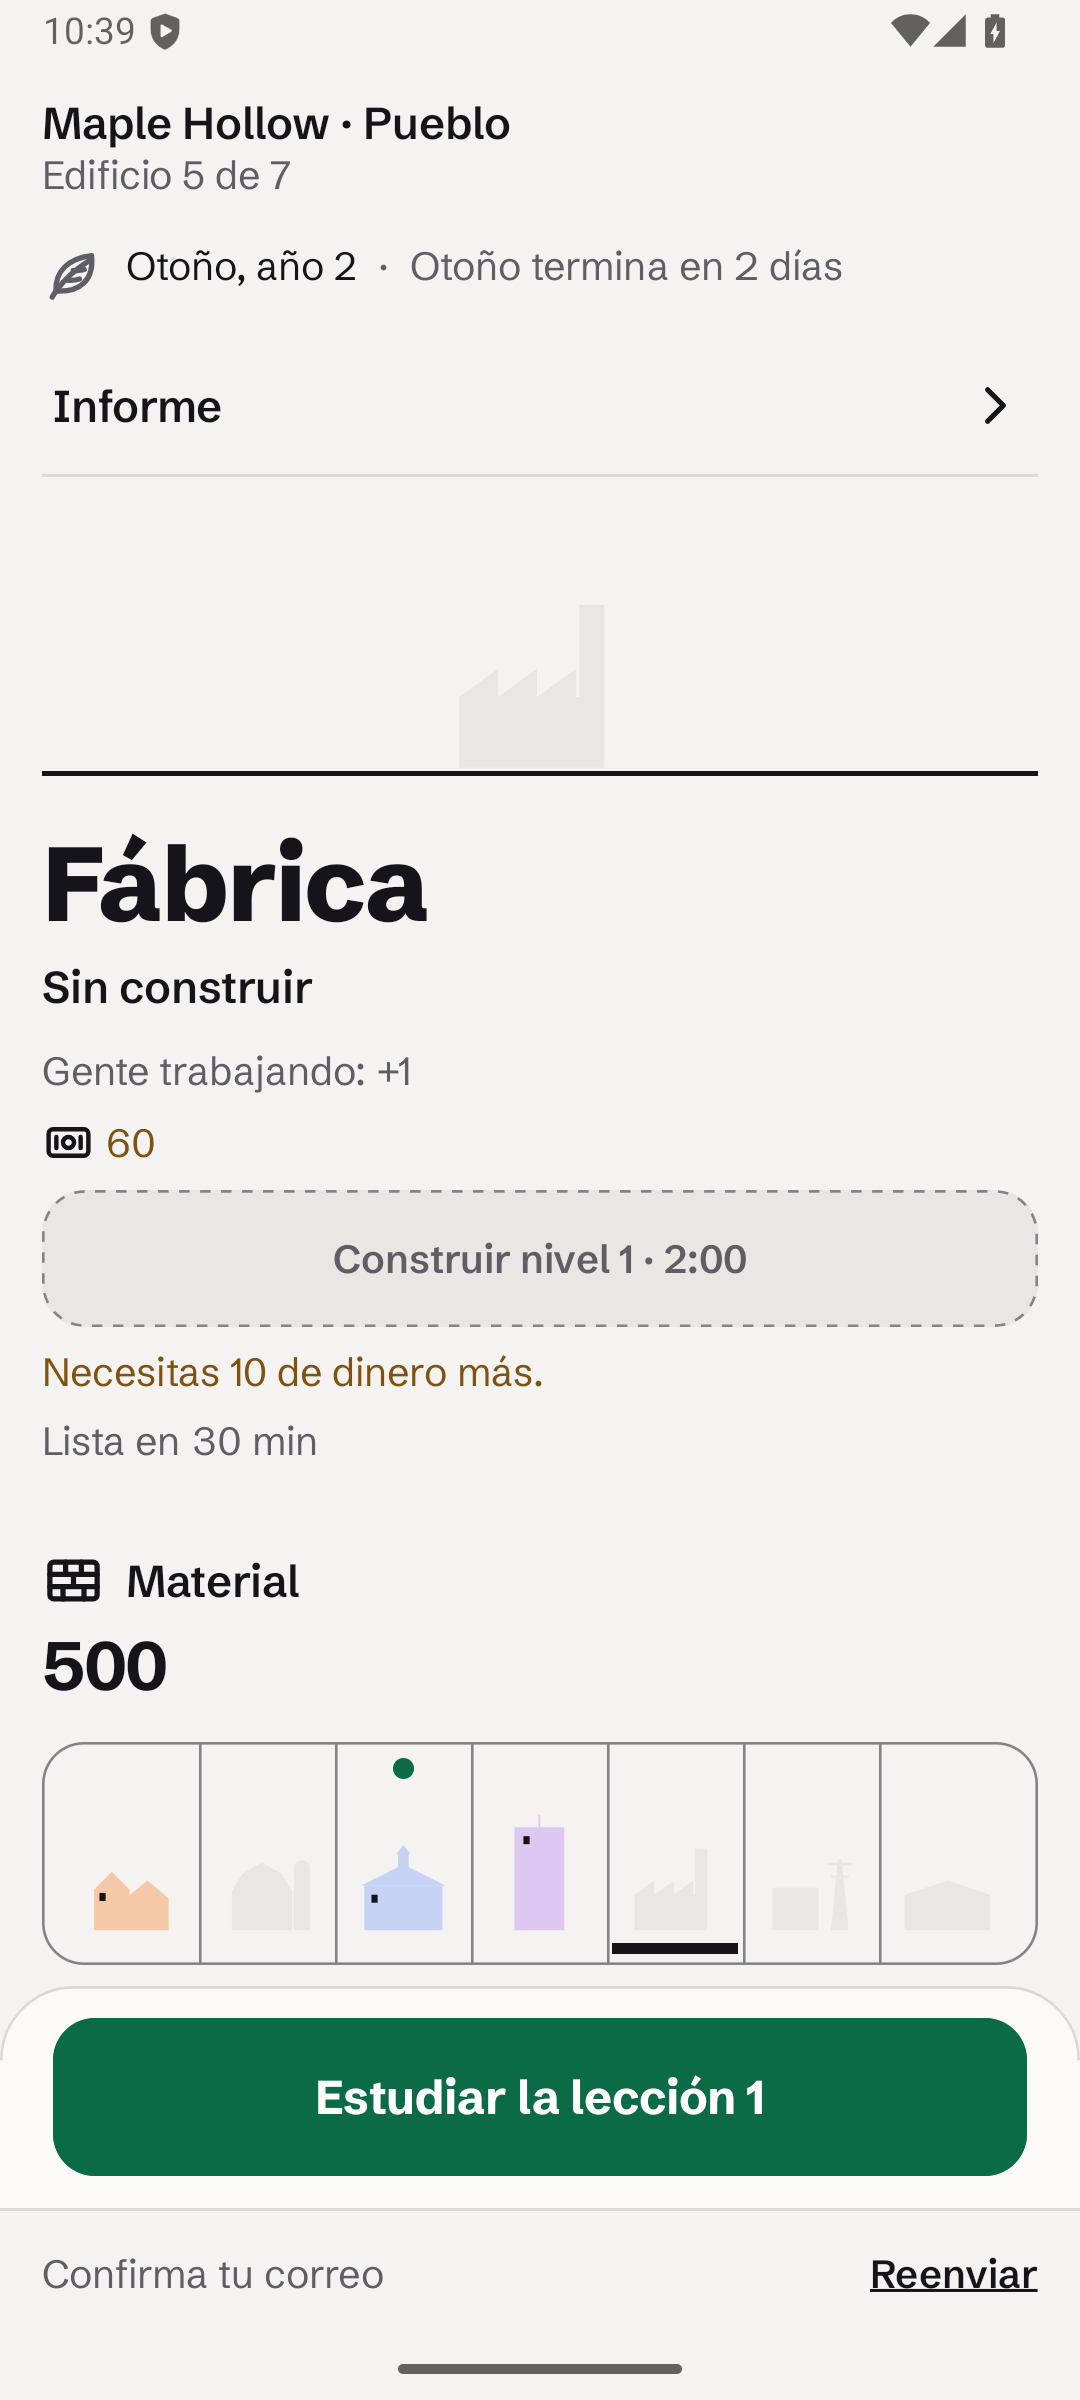 10:39
Maple Hollow · Pueblo
Edificio 5 de 7
Otoño, año 2 · Otoño termina en 2 días
Informe
Fábrica
Sin construir
Gente trabajando: +1
60
Construir nivel 1 · 2:00
Necesitas 10 de dinero más.
Lista en 30 min
Material
500
Estudiar la lección 1
Confirma tu correo Reenviar